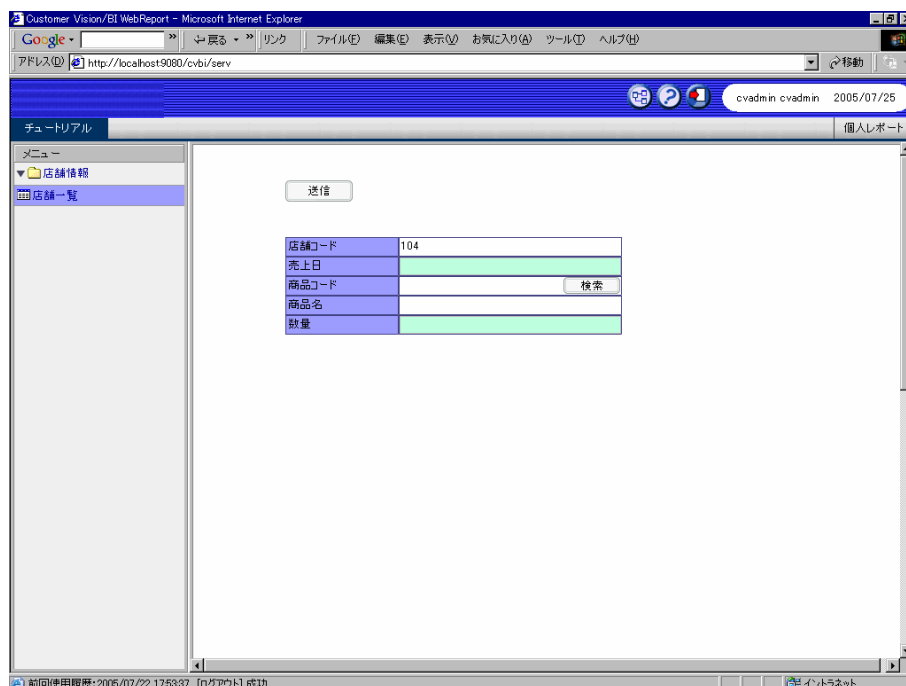 Customer Vision/BI WebReport - Microsoft Internet Explorer
Google ▾ » 戻る ▾ » リンク ファイル(F) 編集(E) 表示(V) お気に入り(A) ツール(T) ヘルプ(H)
アドレス(D) http://localhost:9080/cvbi/serv 移動
cvadmin cvadmin 2005/07/25
チュートリアル 個人レポート
メニュー
▼店舗情報
店舗一覧
送信
店舗コード 104
売上日
商品コード 検索
商品名
数量
前回使用履歴:2005/07/22 17:53:37 [ログアウト] 成功 イントラネット